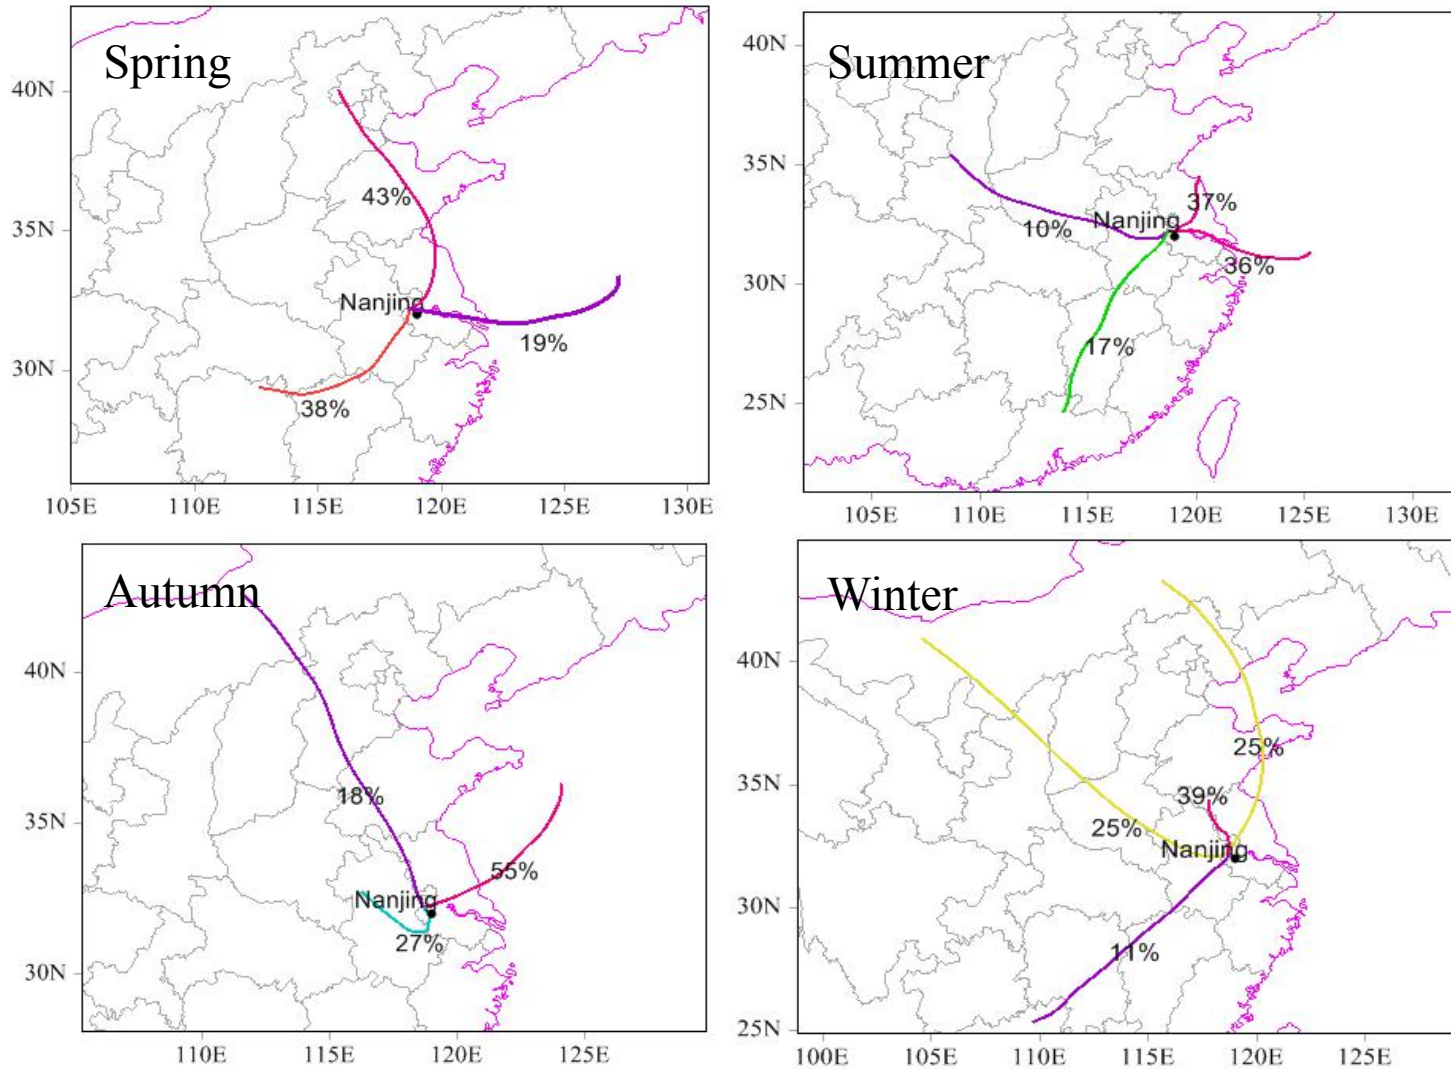 Spring
40N
43%
35N
Nanjing
19%
30N
38%
105E 110E 115E 120E 125E 130E
Summer
40N
35N
37%
Nanjing
10%
36%
30N
17%
25N
105E 110E 115E 120E 125E 130E
Autumn
40N
18%
35N
55%
Nanjing
27%
30N
110E 115E 120E 125E
Winter
40N
25%
39%
35N
25%
Nanjing
30N
11%
25N
100E 105E 110E 115E 120E 125E